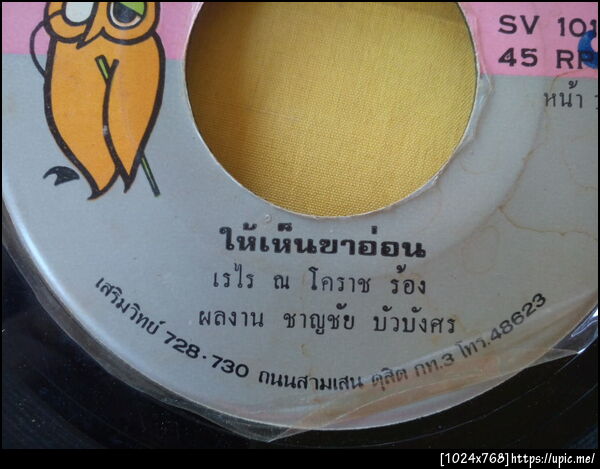 SV 101
45 RP
หน้า
ให้เห็นขาอ่อน
เรไร ณ โคราช ร้อง
ผลงาน ชาญชัย บัวบังศร
เสริมวิทย์ 728-730 ถนนสามเสน ดุสิต กท.3 โทร.48623
[1024x768]https://upic.me/